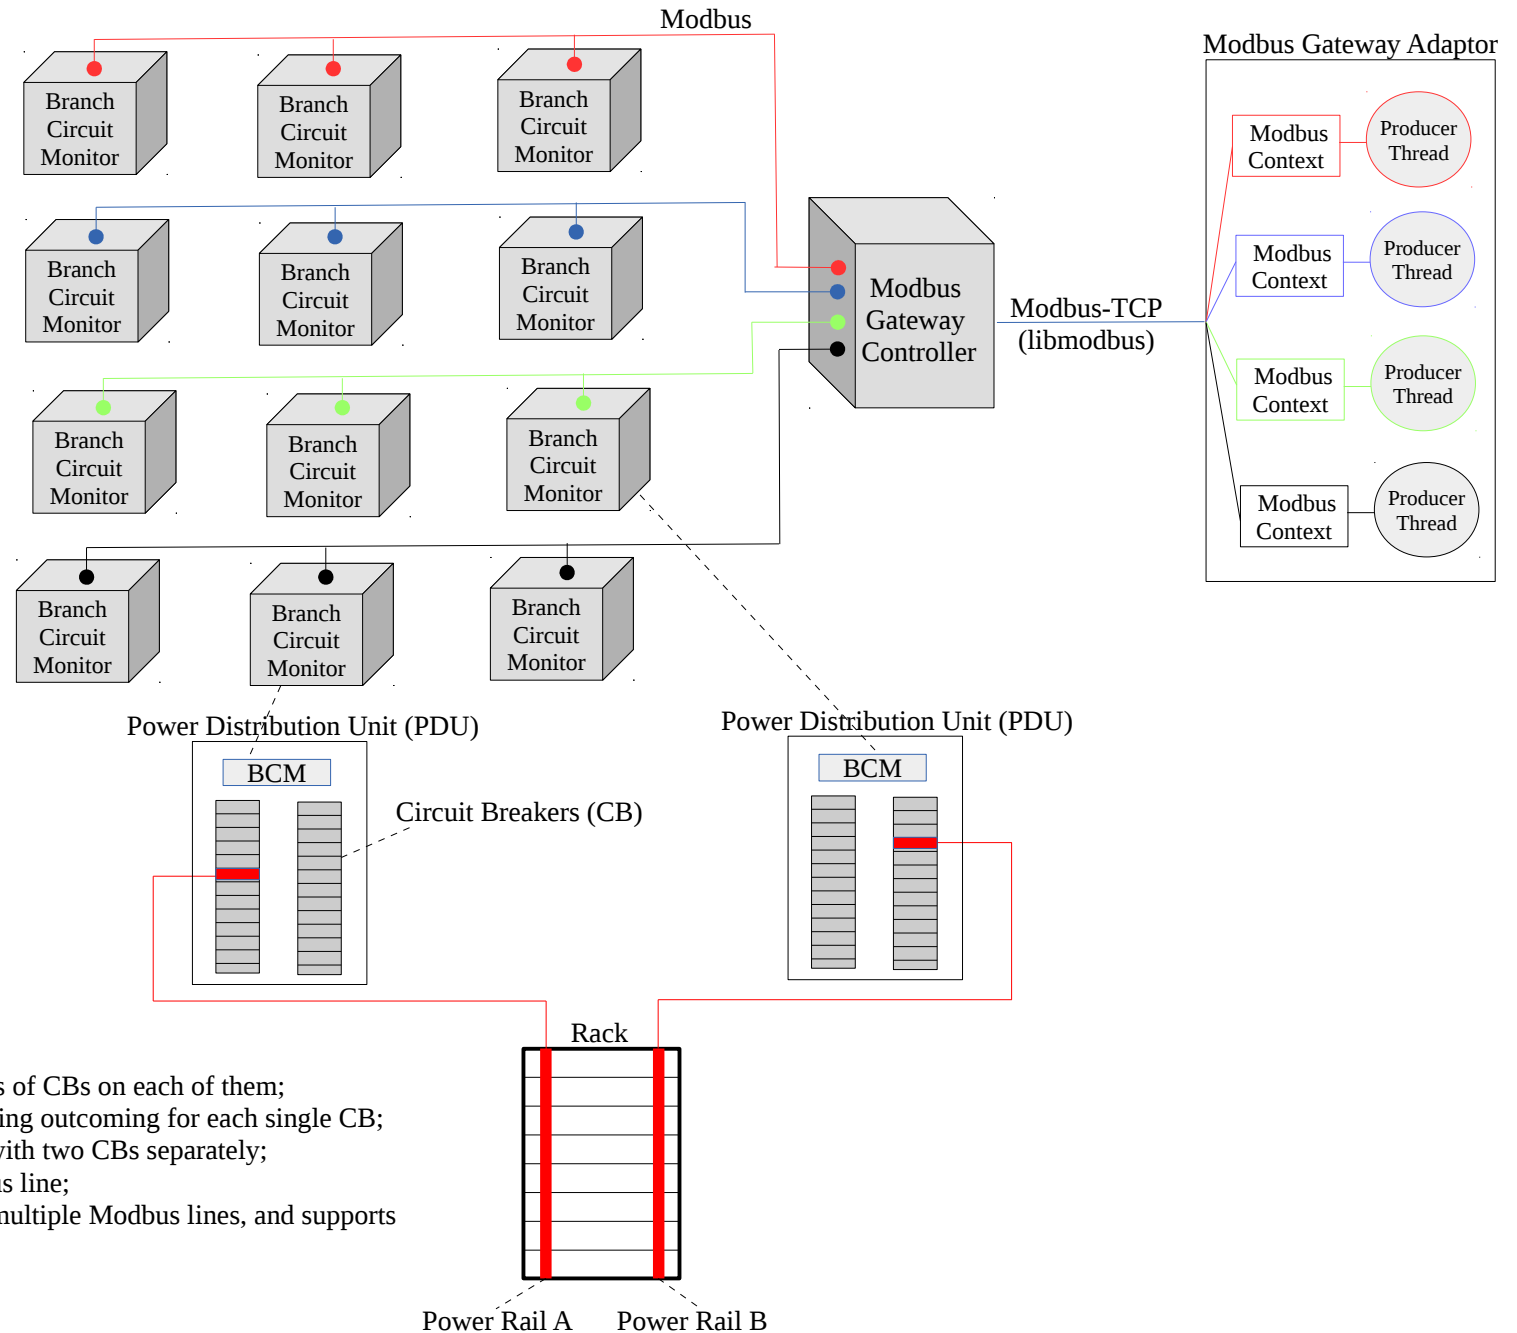 Modbus
Modbus Gateway Adaptor
Branch
Circuit
Monitor
Branch
Circuit
Monitor
Branch
Circuit
Monitor
Modbus
Context
Producer
Thread
Branch
Circuit
Monitor
Branch
Circuit
Monitor
Branch
Circuit
Monitor
Modbus
Gateway
Controller
Modbus-TCP
(libmodbus)
Modbus
Context
Producer
Thread
Modbus
Context
Producer
Thread
Branch
Circuit
Monitor
Branch
Circuit
Monitor
Branch
Circuit
Monitor
Modbus
Context
Producer
Thread
Branch
Circuit
Monitor
Branch
Circuit
Monitor
Branch
Circuit
Monitor
Power Distribution Unit (PDU)
BCM
Circuit Breakers (CB)
Power Distribution Unit (PDU)
BCM
Rack
of CBs on each of them;
outcoming for each single CB;
with two CBs separately;
line;
multiple Modbus lines, and supports
Power Rail A
Power Rail B